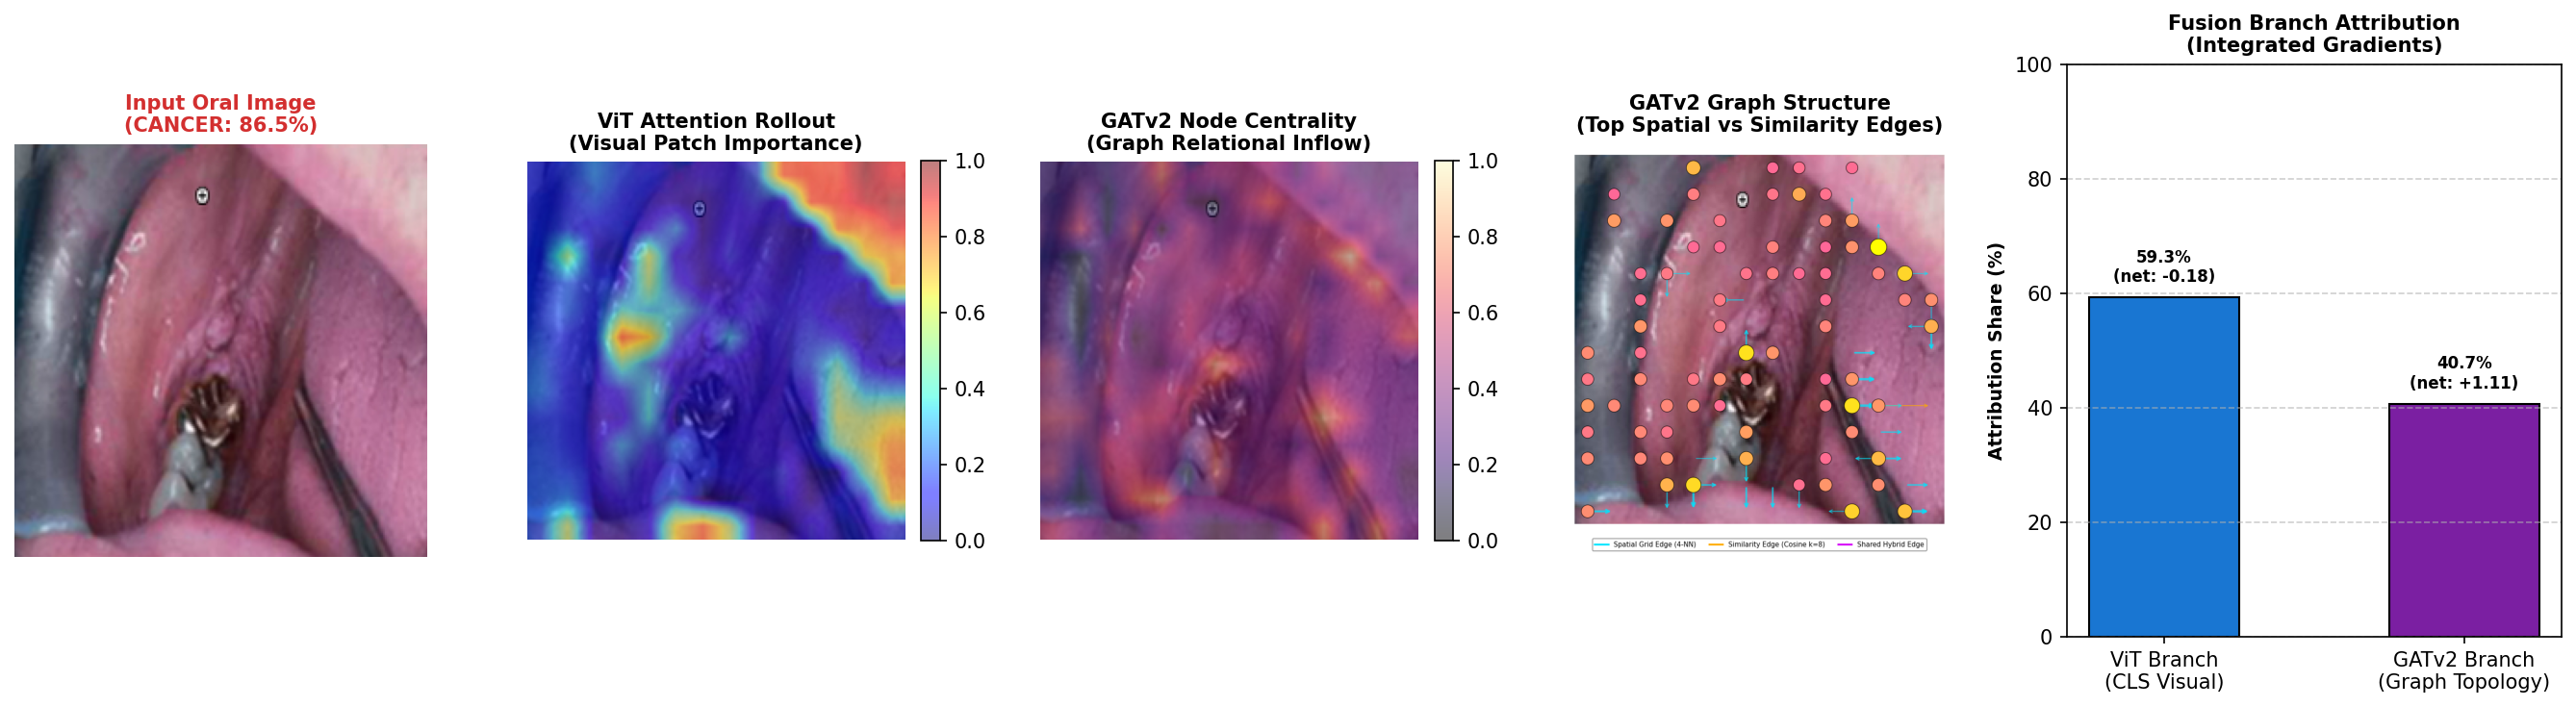 Input Oral Image
(CANCER: 86.5%)
ViT Attention Rollout
(Visual Patch Importance)
1.0
0.8
0.6
0.4
0.2
0.0
GATv2 Node Centrality
(Graph Relational Inflow)
1.0
0.8
0.6
0.4
0.2
0.0
GATv2 Graph Structure
(Top Spatial vs Similarity Edges)
Spatial Grid Edge (4-NN)
Similarity Edge (Cosine k=8)
Shared Hybrid Edge
Fusion Branch Attribution
(Integrated Gradients)
Attribution Share (%)
100
80
60
40
20
0
59.3%
(net: -0.18)
40.7%
(net: +1.11)
ViT Branch
(CLS Visual)
GATv2 Branch
(Graph Topology)